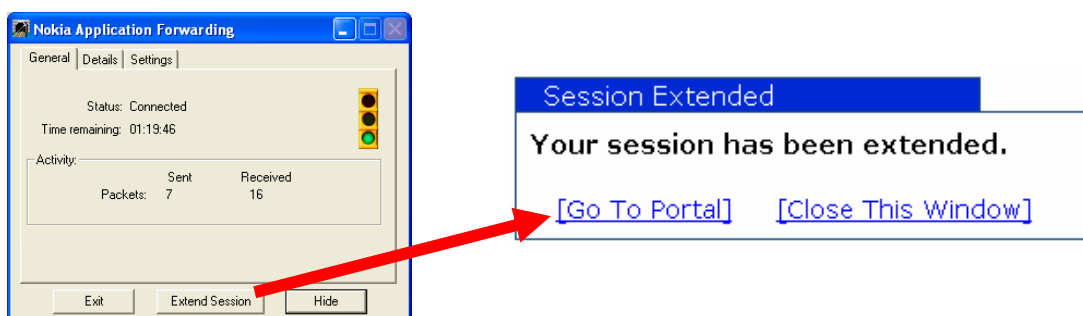 Nokia Application Forwarding
General Details Settings
Status: Connected
Time remaining: 01:19:46
Activity:
Sent Received
Packets: 7 16
Exit Extend Session Hide
Session Extended
Your session has been extended.
[Go To Portal] [Close This Window]